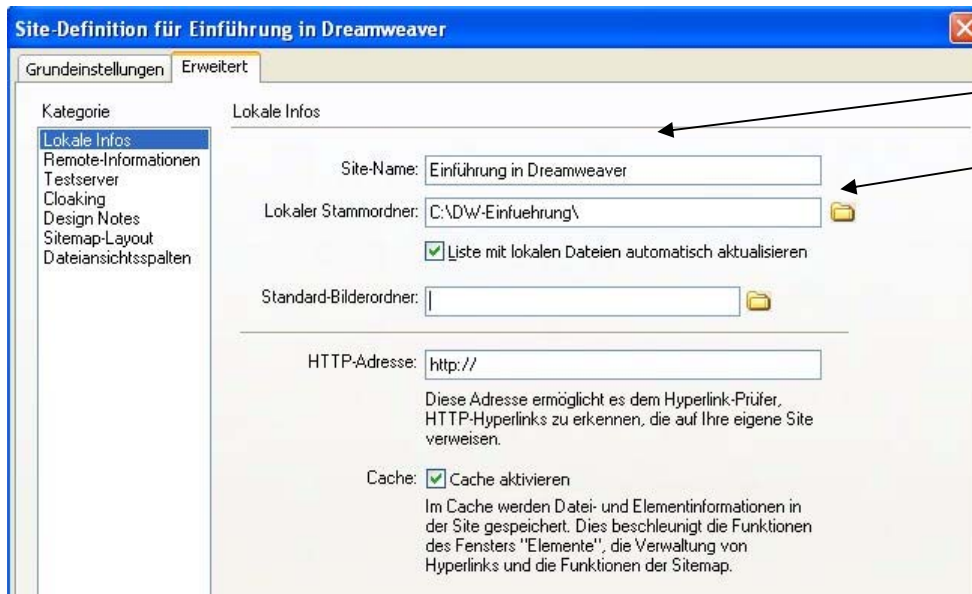 Site-Definition für Einführung in Dreamweaver
Grundeinstellungen
Erweitert
Kategorie
Lokale Infos
Remote-Informationen
Testserver
Cloaking
Design Notes
Sitemap-Layout
Dateiansichtsspalten
Lokale Infos
Site-Name: Einführung in Dreamweaver
Lokaler Stammordner: C:\DW-Einfuehrung\
Liste mit lokalen Dateien automatisch aktualisieren
Standard-Bilderordner:
HTTP-Adresse: http://
Diese Adresse ermöglicht es dem Hyperlink-Prüfer,
HTTP-Hyperlinks zu erkennen, die auf Ihre eigene Site
verweisen.
Cache: Cache aktivieren
Im Cache werden Datei- und Elementinformationen in
der Site gespeichert. Dies beschleunigt die Funktionen
des Fensters "Elemente", die Verwaltung von
Hyperlinks und die Funktionen der Sitemap.